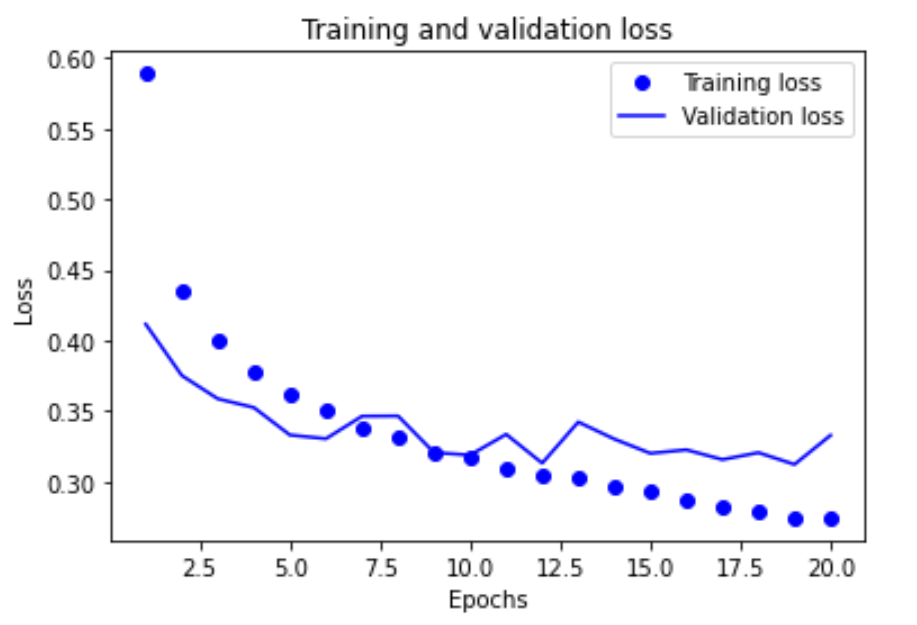 Training and validation loss
Training loss
Validation loss
0.60
0.55
0.50
0.45
0.40
0.35
0.30
Loss
2.5 5.0 7.5 10.0 12.5 15.0 17.5 20.0
Epochs